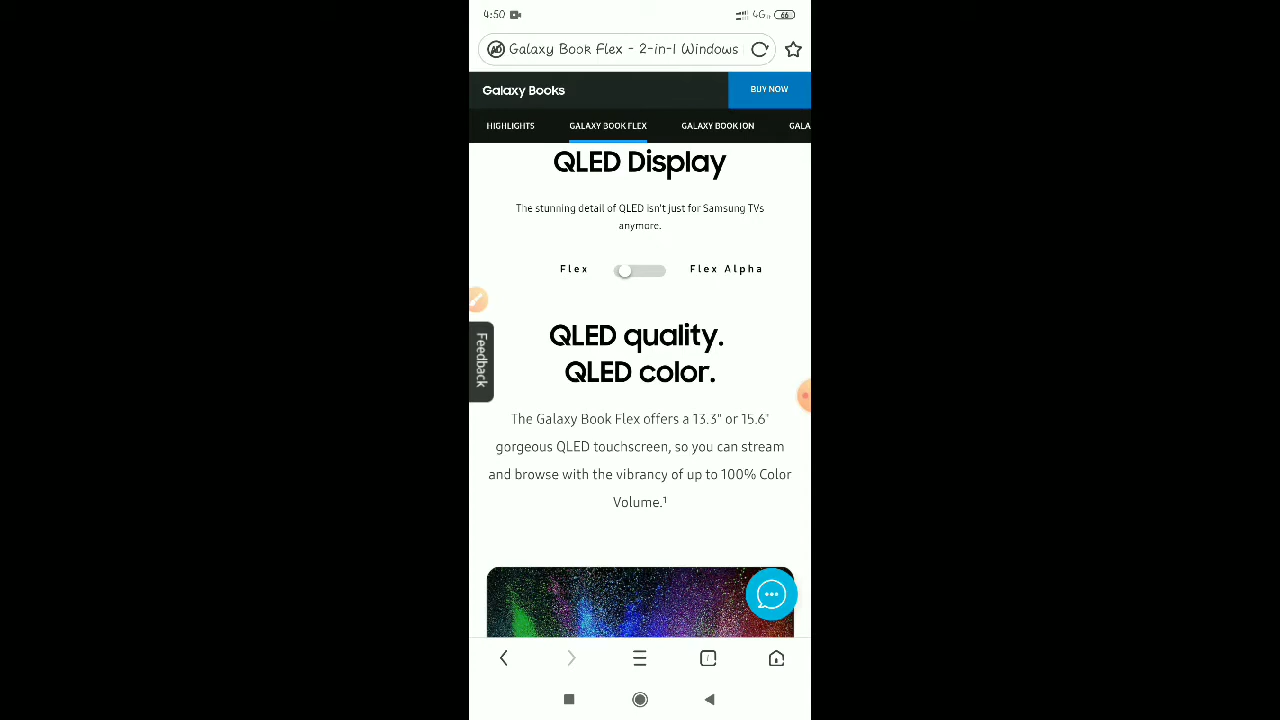 4:50
4G
66
Galaxy Book Flex - 2-in-1 Windows
Galaxy Books
BUY NOW
HIGHLIGHTS
GALAXY BOOK FLEX
GALAXY BOOK ION
GALA
QLED Display
The stunning detail of QLED isn't just for Samsung TVs
anymore.
Flex
Flex Alpha
QLED quality.
QLED color.
Feedback
The Galaxy Book Flex offers a 13.3" or 15.6"
gorgeous QLED touchscreen, so you can stream
and browse with the vibrancy of up to 100% Color
Volume.¹